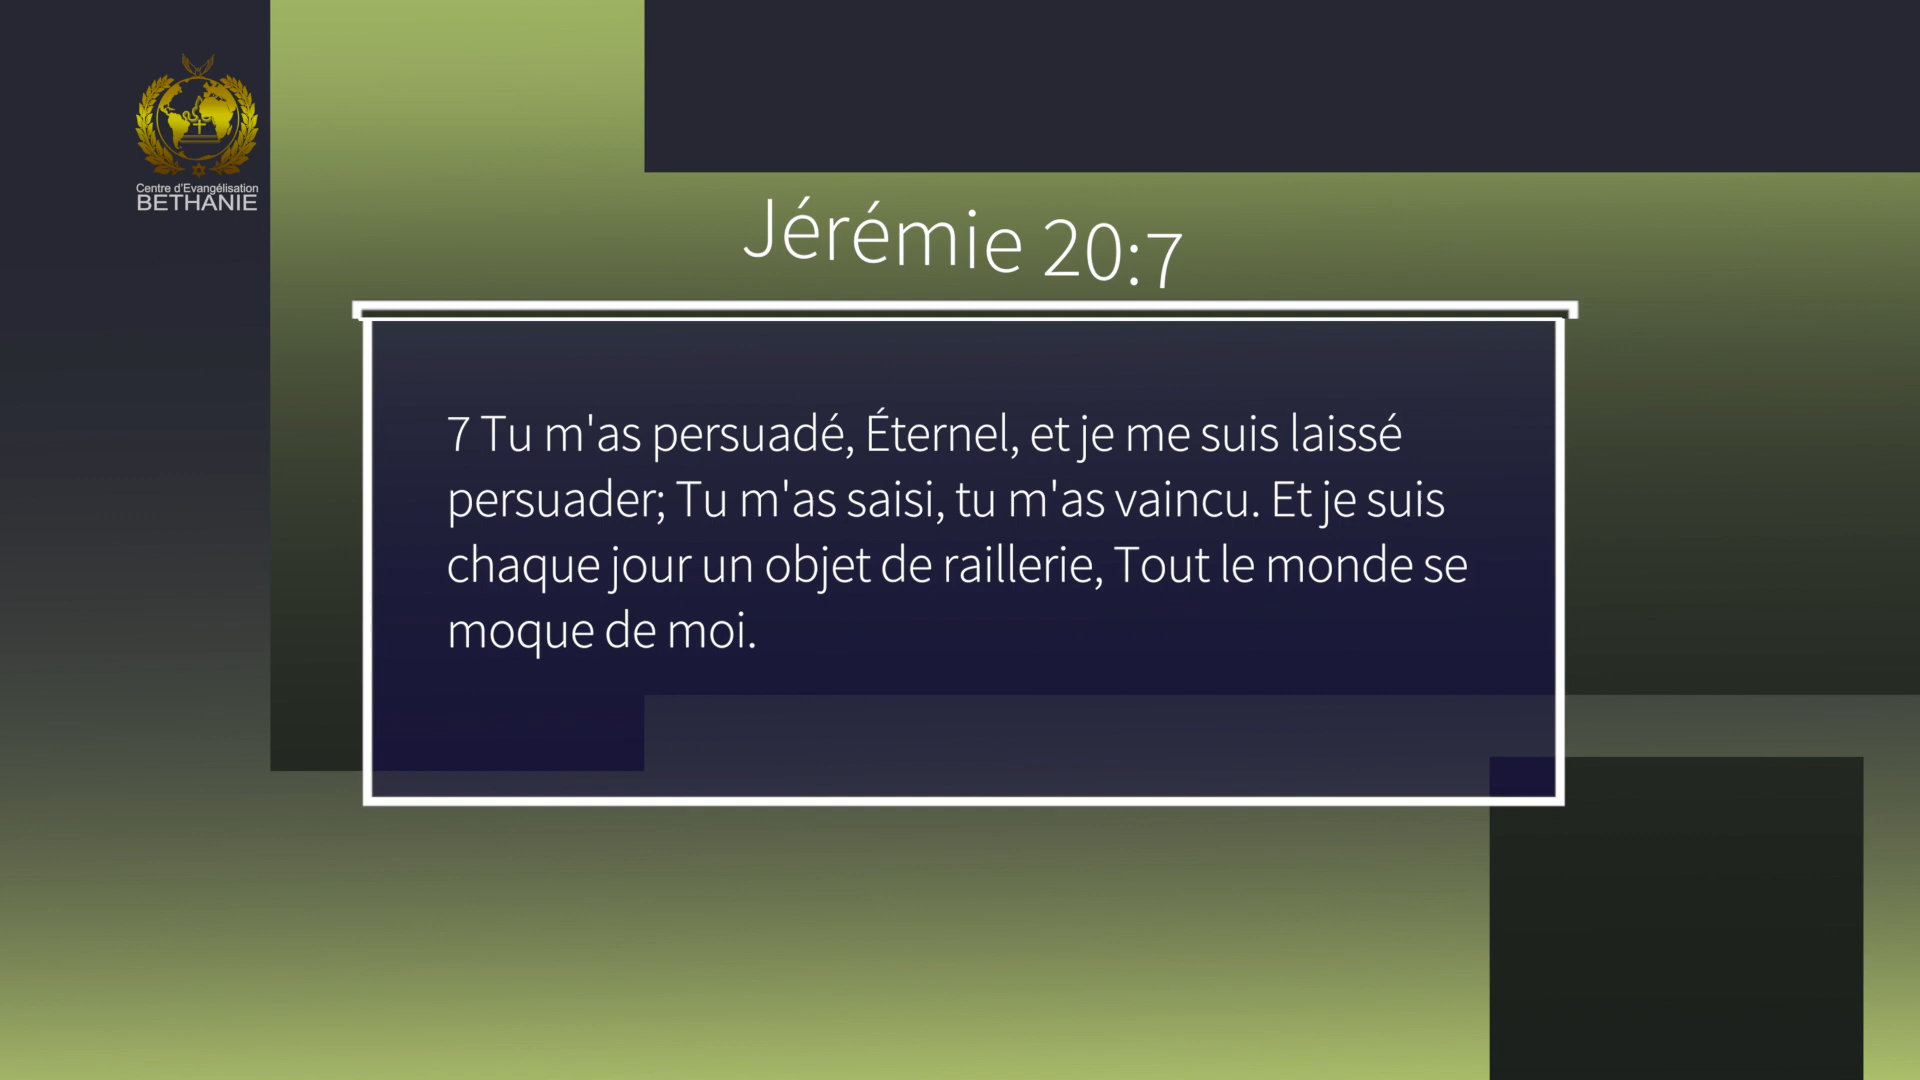 Centre d'Evangélisation
BETHANIE
Jérémie 20:7
7 Tu m'as persuadé, Éternel, et je me suis laissé
persuader; Tu m'as saisi, tu m'as vaincu. Et je suis
chaque jour un objet de raillerie, Tout le monde se
moque de moi.